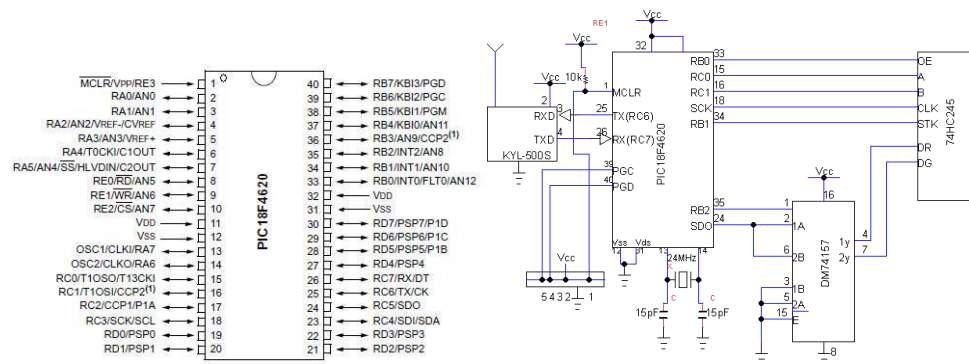 MCLR/VPP/RE3 1
RA0/AN0 2
RA1/AN1 3
RA2/AN2/VREF-/CVREF 4
RA3/AN3/VREF+ 5
RA4/T0CKI/C1OUT 6
RA5/AN4/SS/HLVDIN/C2OUT 7
RE0/RD/AN5 8
RE1/WR/AN6 9
RE2/CS/AN7 10
VDD 11
VSS 12
OSC1/CLKI/RA7 13
OSC2/CLKO/RA6 14
RC0/T1OSO/T13CKI 15
RC1/T1OSI/CCP2(1) 16
RC2/CCP1/P1A 17
RC3/SCK/SCL 18
RD0/PSP0 19
RD1/PSP1 20
PIC18F4620
40 RB7/KBI3/PGD
39 RB6/KBI2/PGC
38 RB5/KBI1/PGM
37 RB4/KBI0/AN11
36 RB3/AN9/CCP2(1)
35 RB2/INT2/AN8
34 RB1/INT1/AN10
33 RB0/INT0/FLT0/AN12
32 VDD
31 VSS
30 RD7/PSP7/P1D
29 RD6/PSP6/P1C
28 RD5/PSP5/P1B
27 RD4/PSP4
26 RC7/RX/DT
25 RC6/TX/CK
24 RC5/SDO
23 RC4/SDI/SDA
22 RD3/PSP3
21 RD2/PSP2
RE1
Vcc
Vcc
32
10k
1 MCLR
Vcc
2
RXD 3
25 TX(RC6)
TXD 4
26 RX(RC7)
KYL-500S
39 PGC
40 PGD
PIC18F4620
RB0 33
RC0 15
RC1 16
SCK 18
RB1 34
OE
A
B
CLK
STK
DR
DG
74HC245
RB2 35
SDO 24
Vss Vds
12 31 13 14
24MHz
X
C
C
15pF
15pF
Vcc
5 4 3 2 1
Vcc
16
1
2 1A
6 2B
3 1B
5 2A
15 E
1y 4
2y 7
DM74157
8